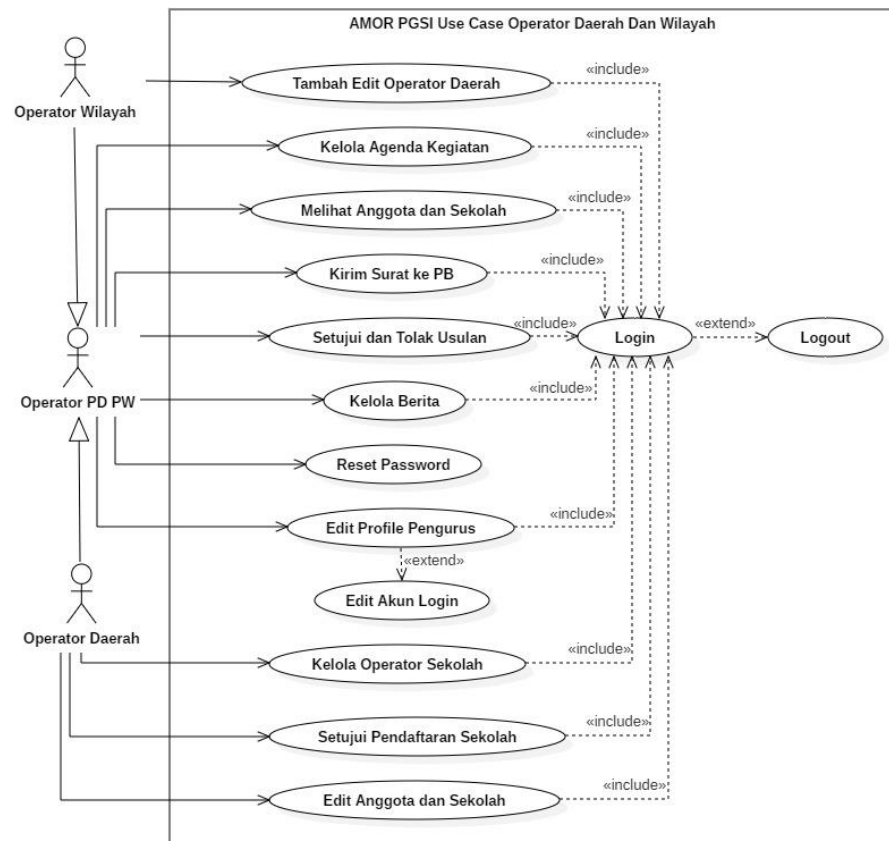 AMOR PGSI Use Case Operator Daerah Dan Wilayah
Operator Wilayah
Tambah Edit Operator Daerah
«include»
Kelola Agenda Kegiatan
«include»
Melihat Anggota dan Sekolah
«include»
Kirim Surat ke PB
«include»
Operator PD PW
Setujui dan Tolak Usulan
«include»
Login
«extend»
Logout
Kelola Berita
«include»
Reset Password
Edit Profile Pengurus
«include»
«extend»
Edit Akun Login
Operator Daerah
Kelola Operator Sekolah
«include»
Setujui Pendaftaran Sekolah
«include»
Edit Anggota dan Sekolah
«include»